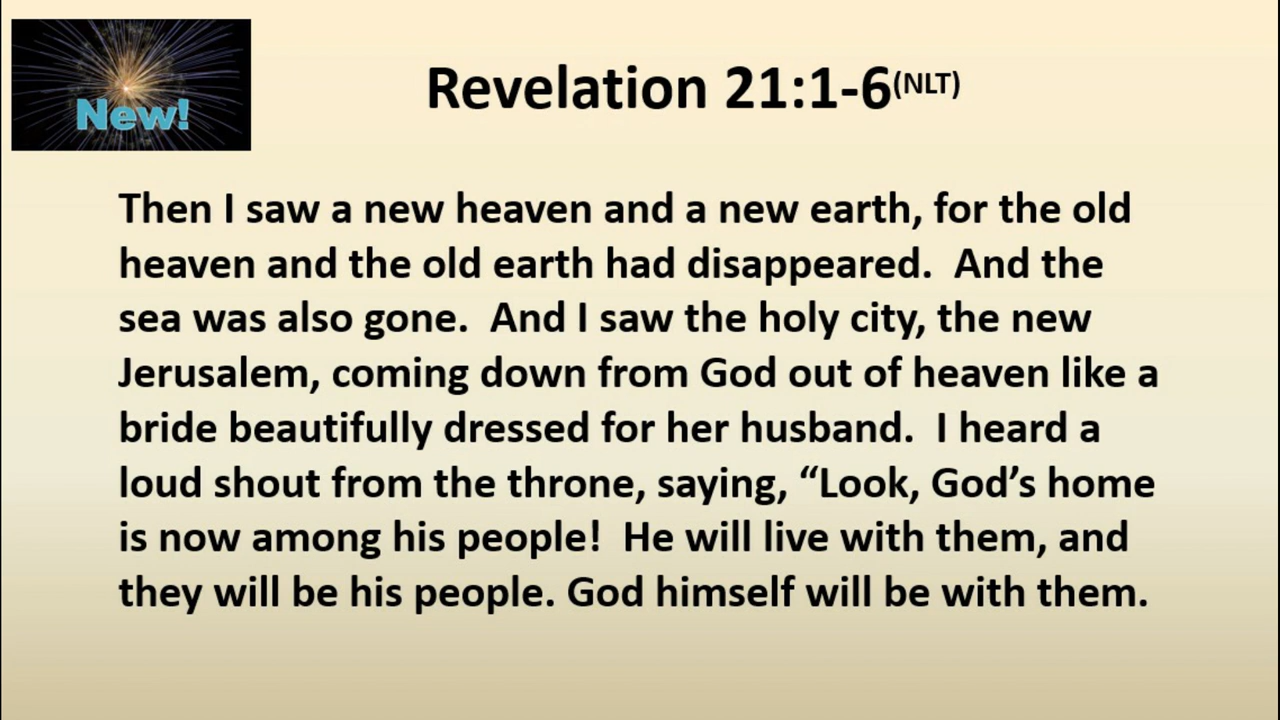 New!
Revelation 21:1-6(NLT)
Then I saw a new heaven and a new earth, for the old
heaven and the old earth had disappeared.  And the
sea was also gone.  And I saw the holy city, the new
Jerusalem, coming down from God out of heaven like a
bride beautifully dressed for her husband.  I heard a
loud shout from the throne, saying, “Look, God’s home
is now among his people!  He will live with them, and
they will be his people. God himself will be with them.